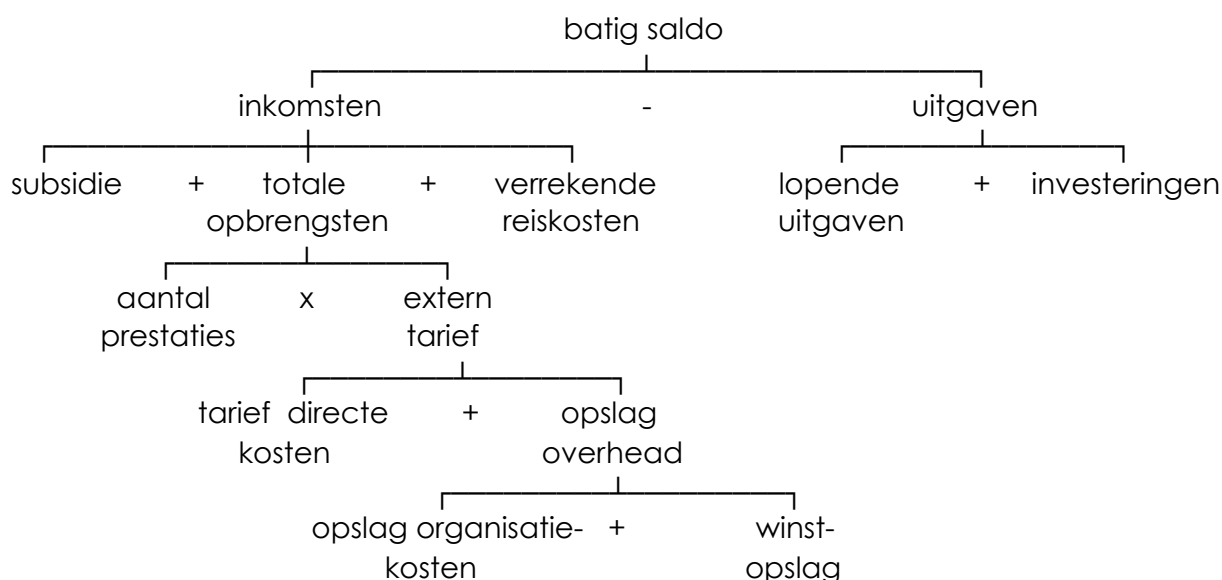 batig saldo
inkomsten - uitgaven
subsidie + totale + verrekende lopende + investeringen
opbrengsten reiskosten uitgaven
aantal x extern
prestaties tarief
tarief directe + opslag
kosten overhead
opslag organisatie- + winst-
kosten opslag